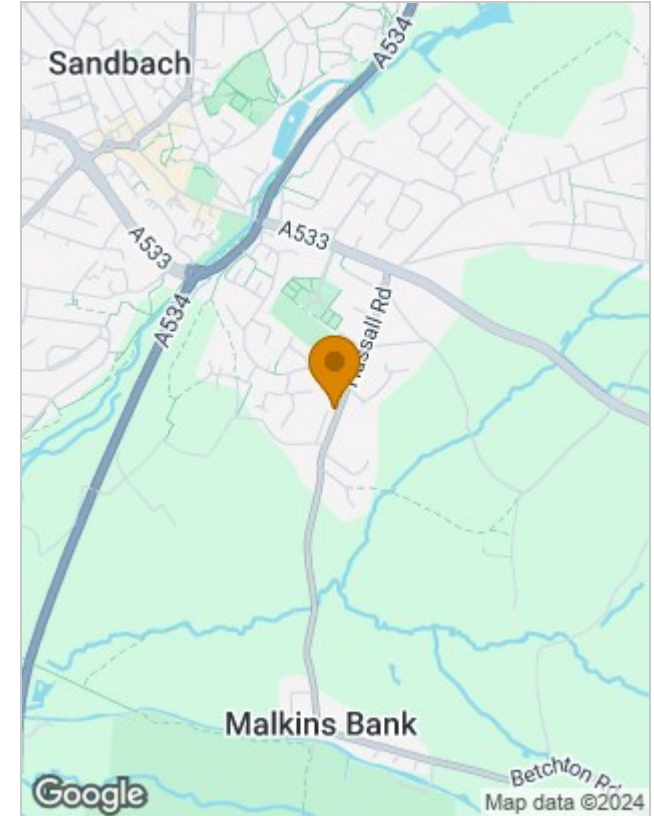 Sandbach
A534
A533
A533
Hassall Rd
A534
Malkins Bank
Betchton Rd
Google
Map data ©2024